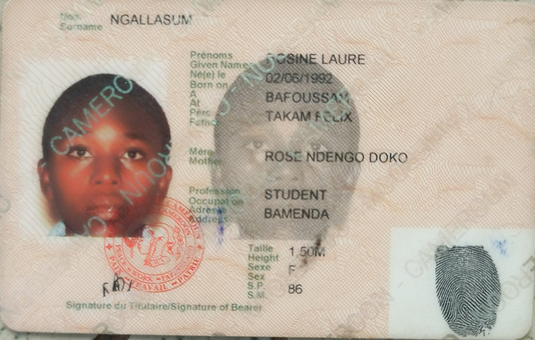 Nom NGALLASUM
Surname
Prénoms ROSINE LAURE
Given Names
Né(e) le 02/06/1992
Born on
A BAFOUSSAM
At
Père TAKAM FELIX
Father
Mère ROSE NDENGO DOKO
Mother
Profession STUDENT
Occupation
Adresse BAMENDA
Address
Taille 1,50M
Height
Sexe F
Sex
S.P. 86
S.M.
Signature du Titulaire/Signature of Bearer
CAMEROON
CAMEROON